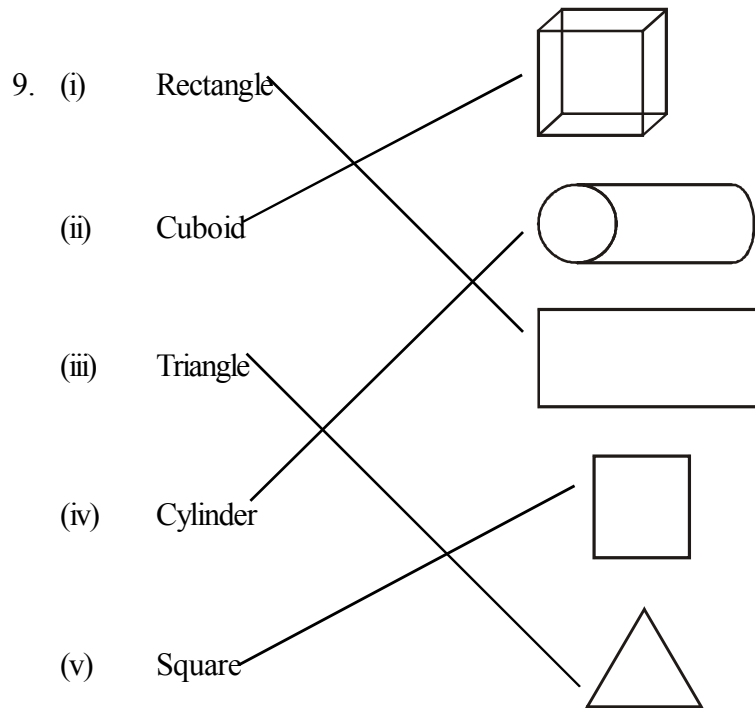 9. (i) Rectangle
(ii) Cuboid
(iii) Triangle
(iv) Cylinder
(v) Square